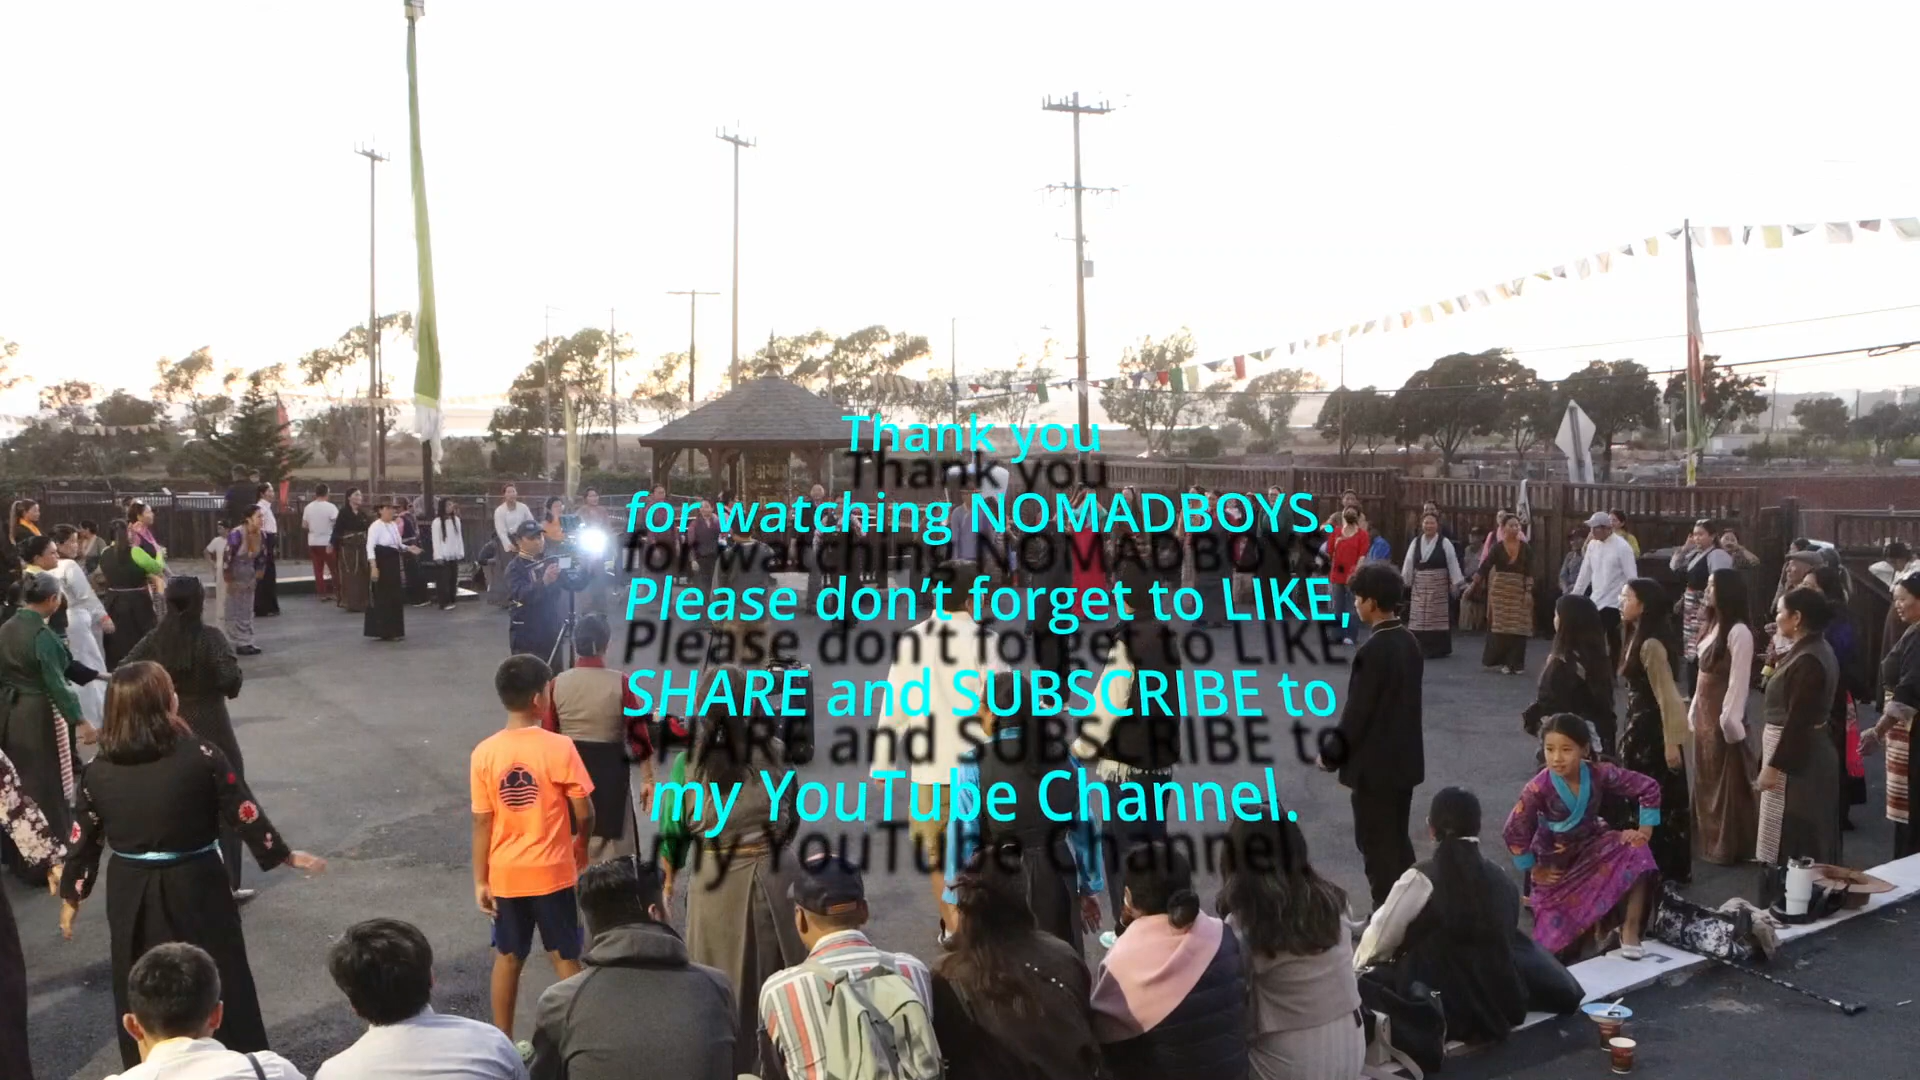 Thank you
for watching NOMADBOYS.
Please don't forget to LIKE,
SHARE and SUBSCRIBE to
my YouTube Channel.